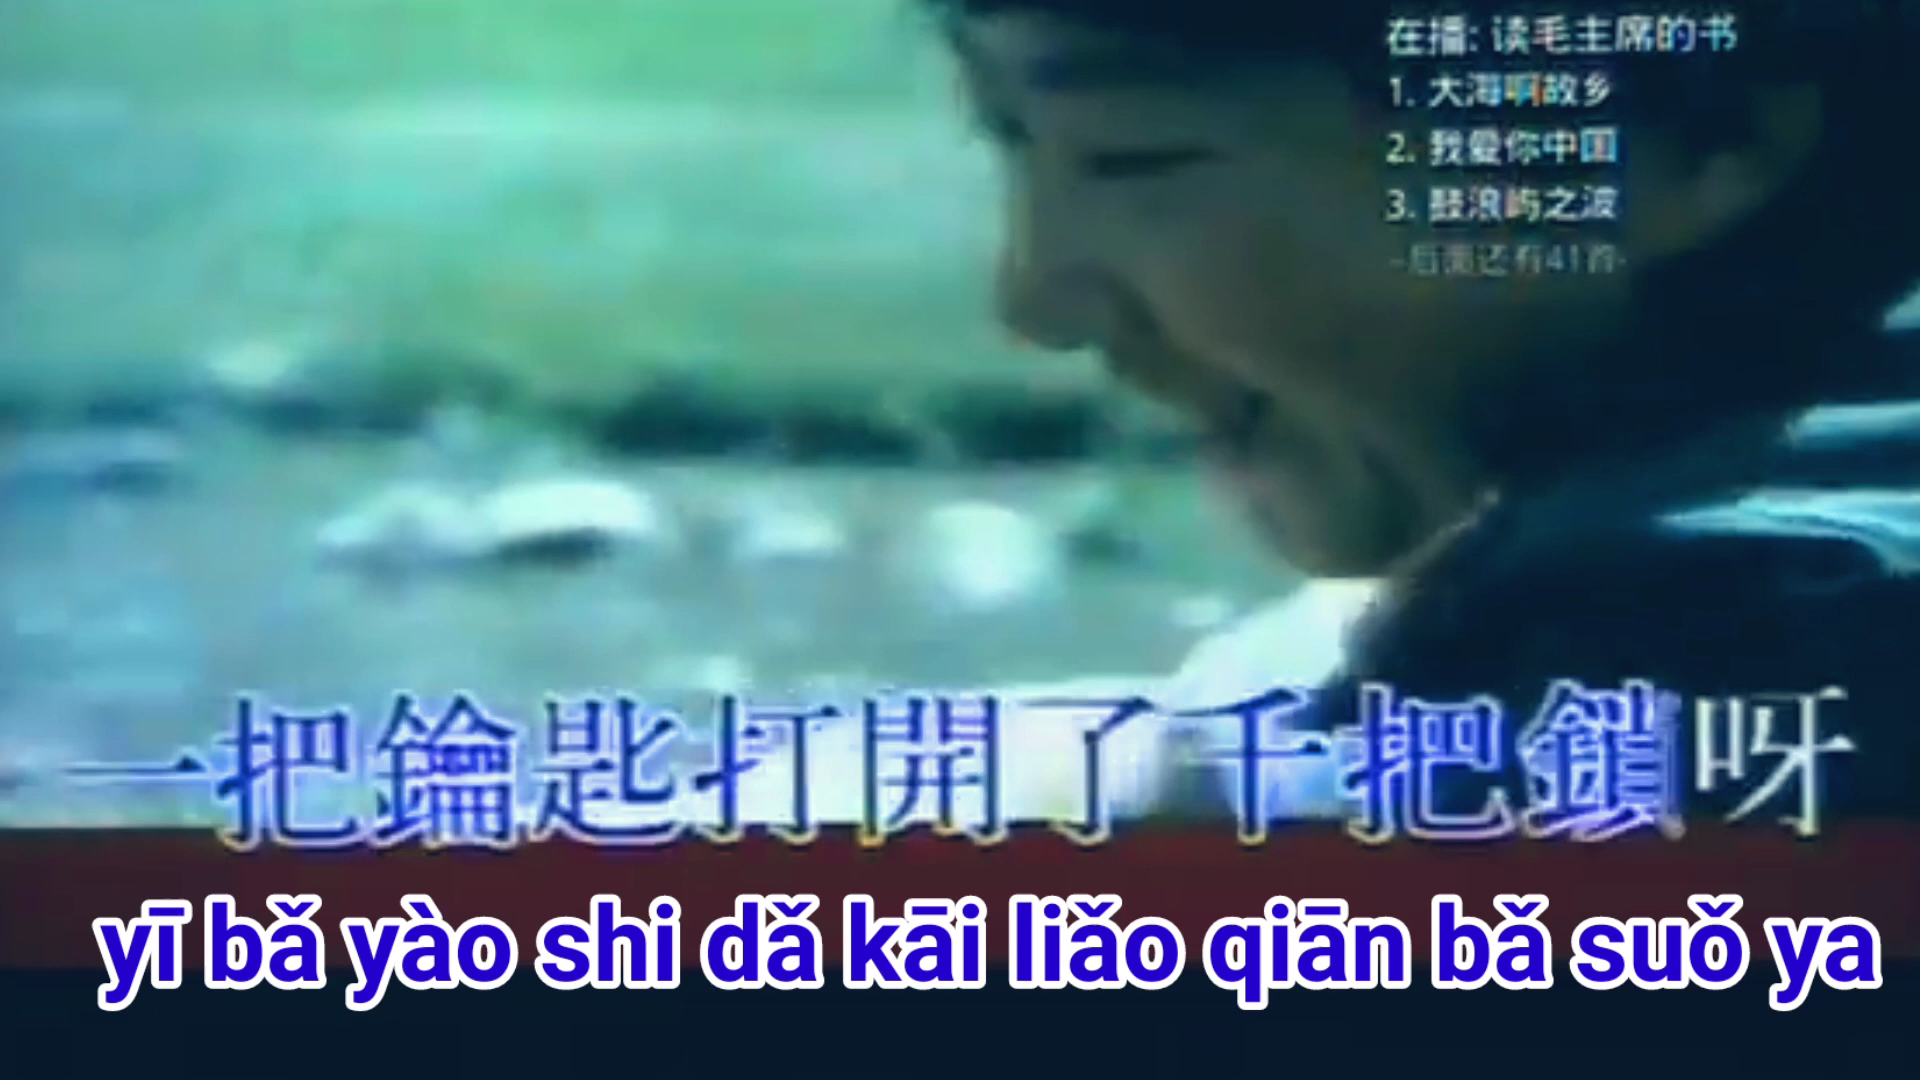 在播: 读毛主席的书
1. 大海啊故乡
2. 我爱你中国
3. 鼓浪屿之波
-后面还有41首-
一把鑰匙打開了千把鎖呀
yī bǎ yào shi dǎ kāi liǎo qiān bǎ suǒ ya